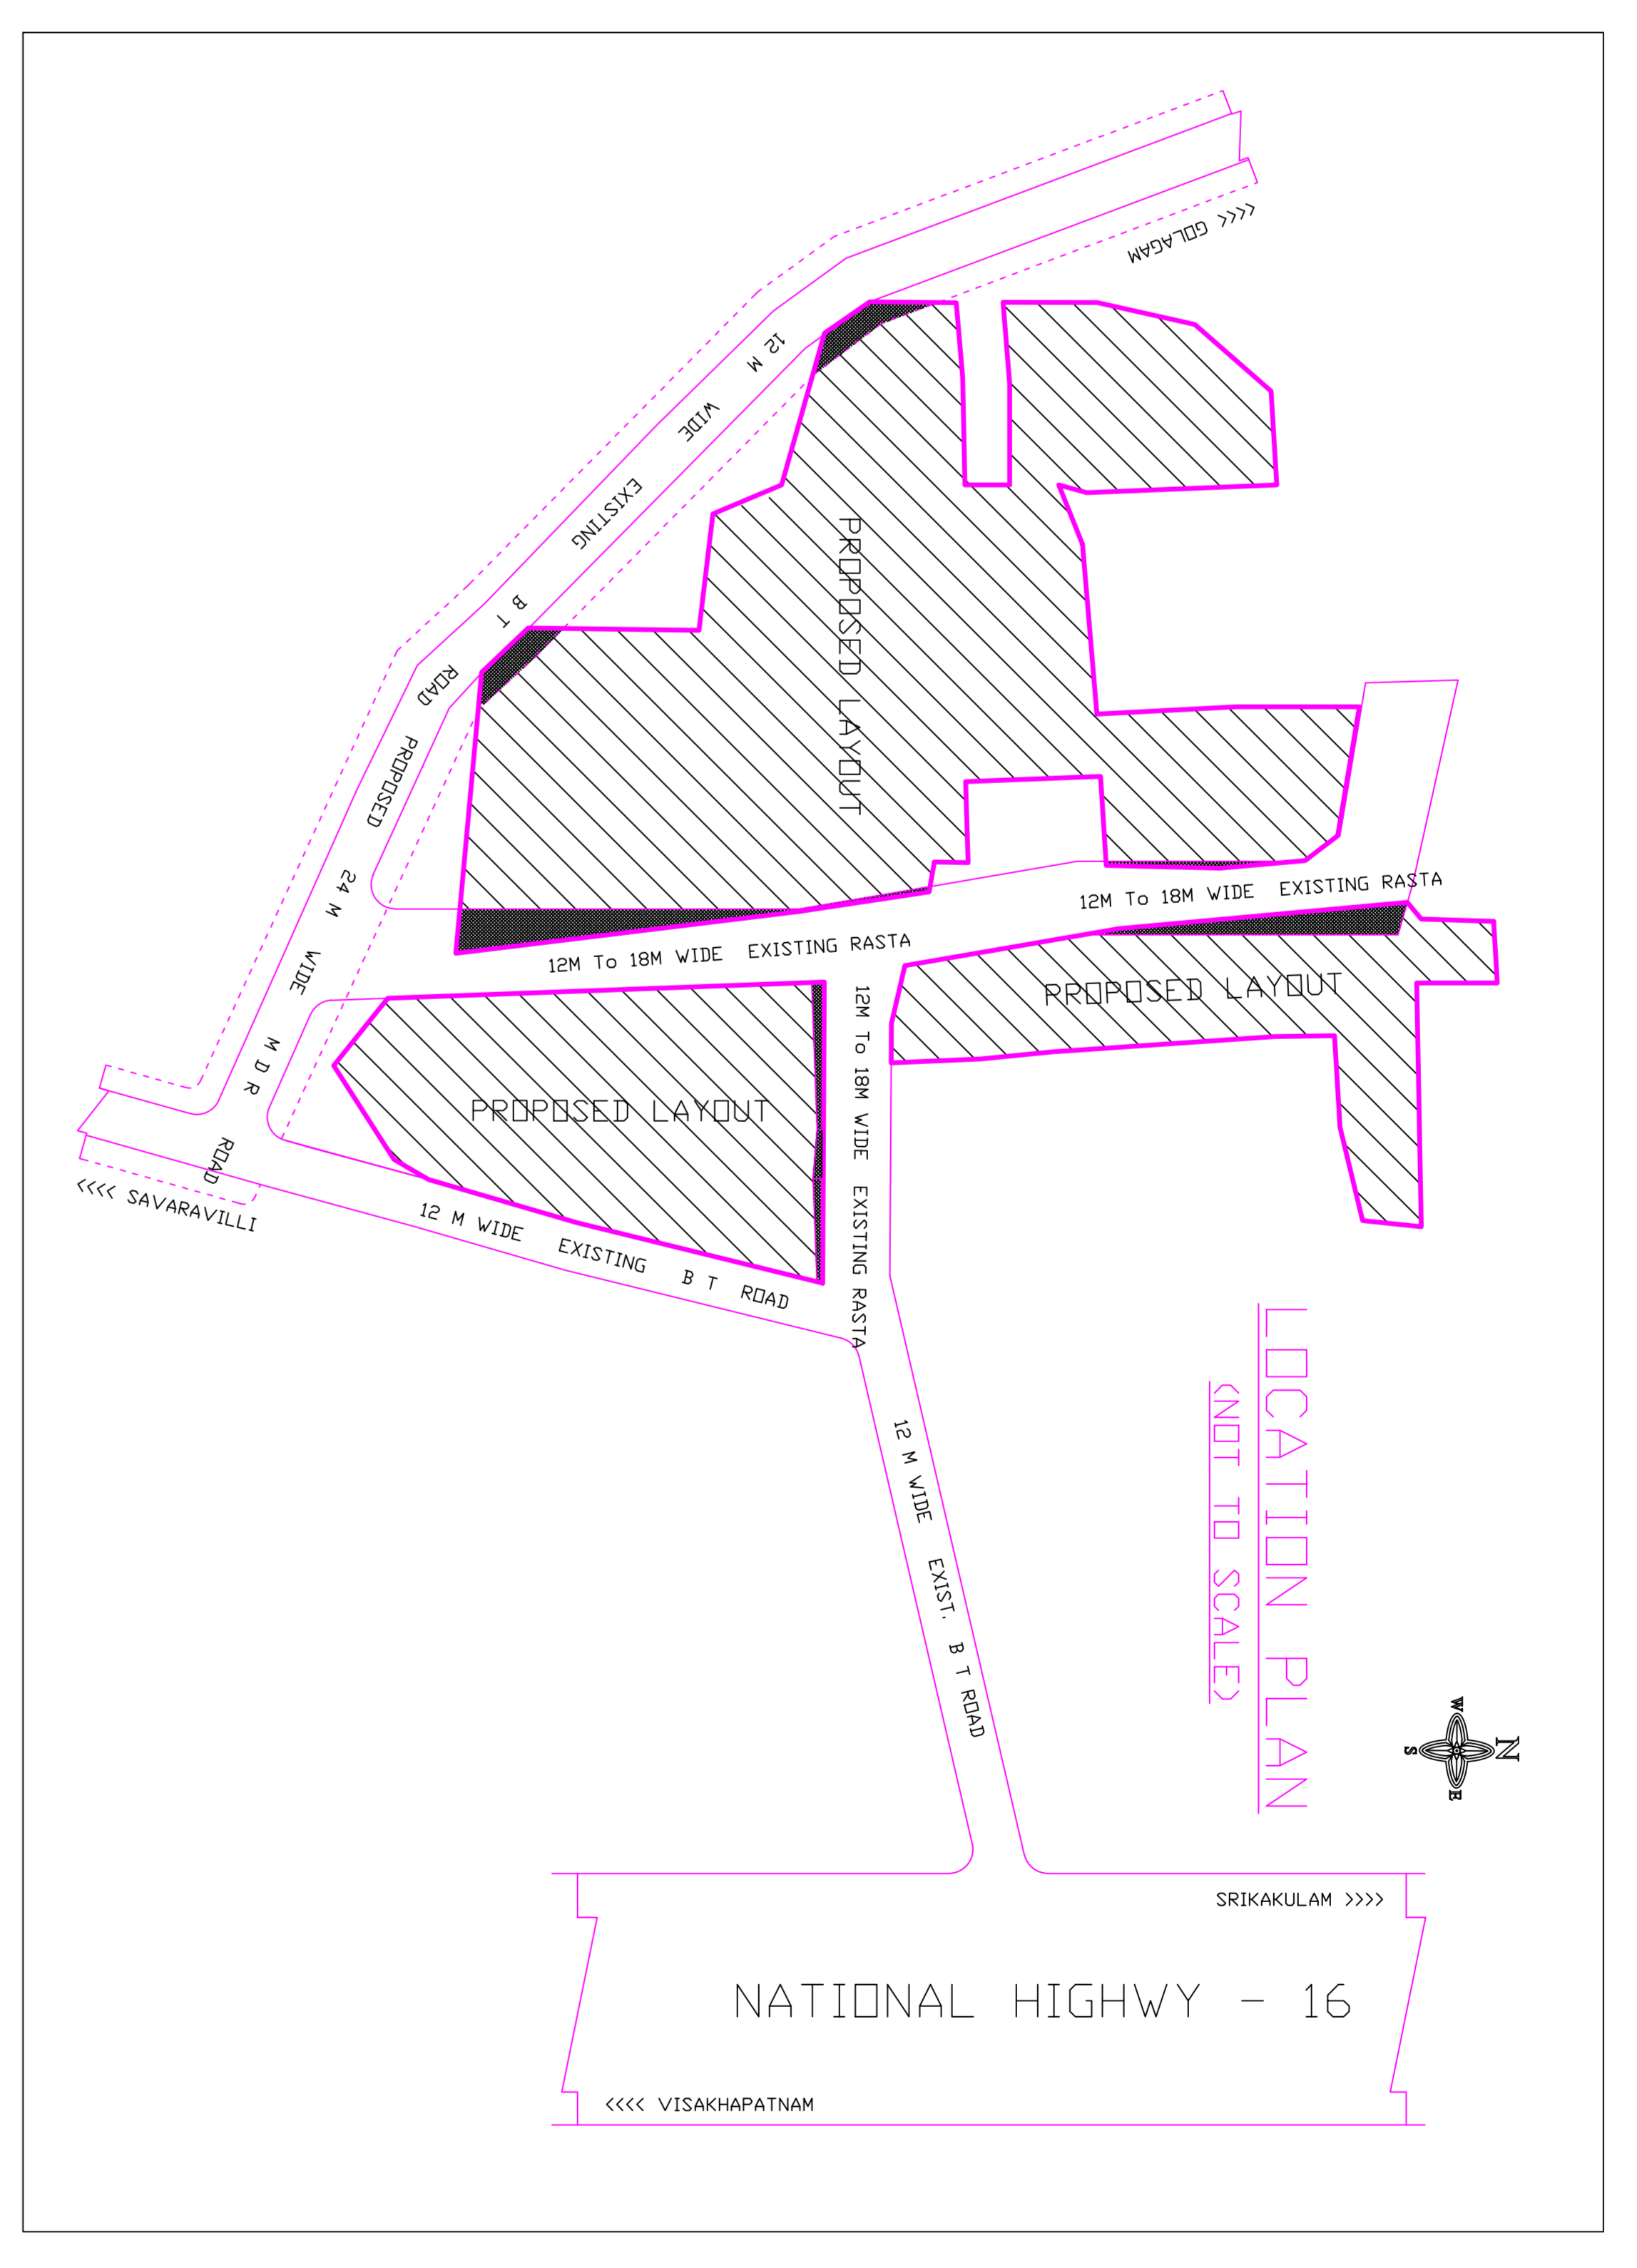 <<<< GOLAGAM
12 M WIDE EXISTING B T ROAD PROPOSED 24 M WIDE M D R ROAD
PROPOSED LAYOUT
12M To 18M WIDE EXISTING RASTA
12M To 18M WIDE EXISTING RASTA
PROPOSED LAYOUT
12M To 18M WIDE EXISTING RASTA
PROPOSED LAYOUT
<<<< SAVARAVILLI
12 M WIDE EXISTING B T ROAD
12 M WIDE EXIST. B T ROAD
LOCATION PLAN
(NOT TO SCALE)
N
W
S
E
SRIKAKULAM >>>>
NATIONAL HIGHWY - 16
<<<< VISAKHAPATNAM